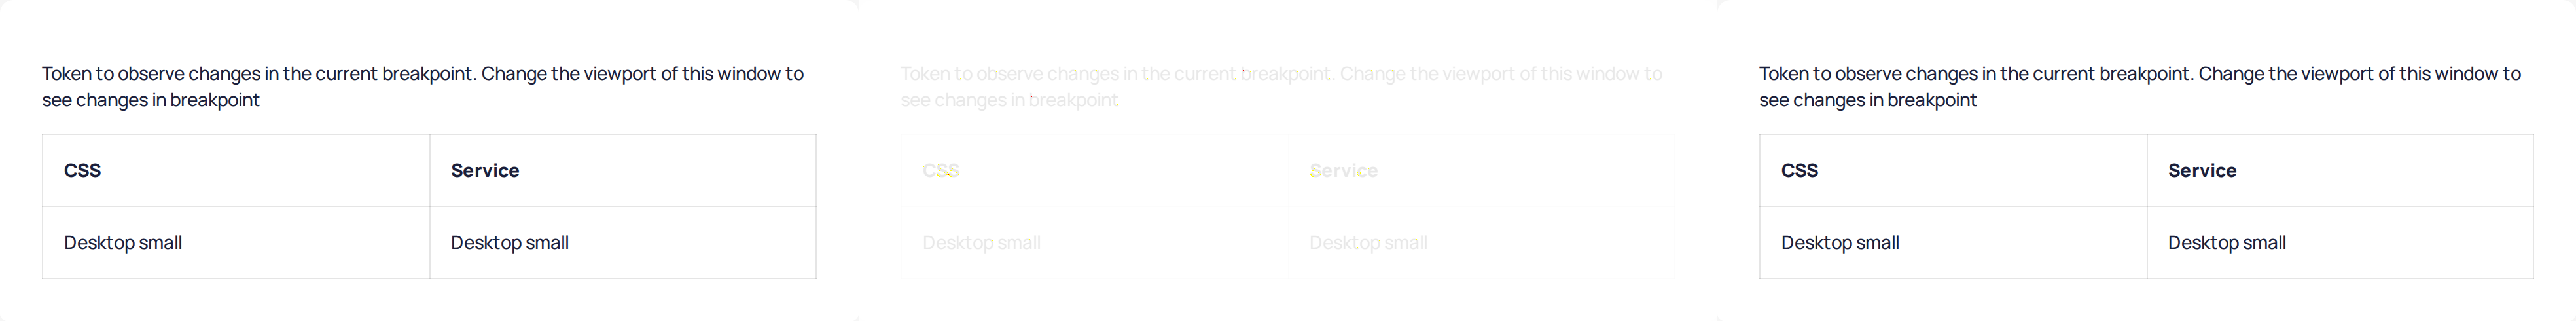 Token to observe changes in the current breakpoint. Change the viewport of this window to
see changes in breakpoint
CSS Service
Desktop small Desktop small
Token to observe changes in the current breakpoint. Change the viewport of this window to
see changes in breakpoint
CSS Service
Desktop small Desktop small
Token to observe changes in the current breakpoint. Change the viewport of this window to
see changes in breakpoint
CSS Service
Desktop small Desktop small